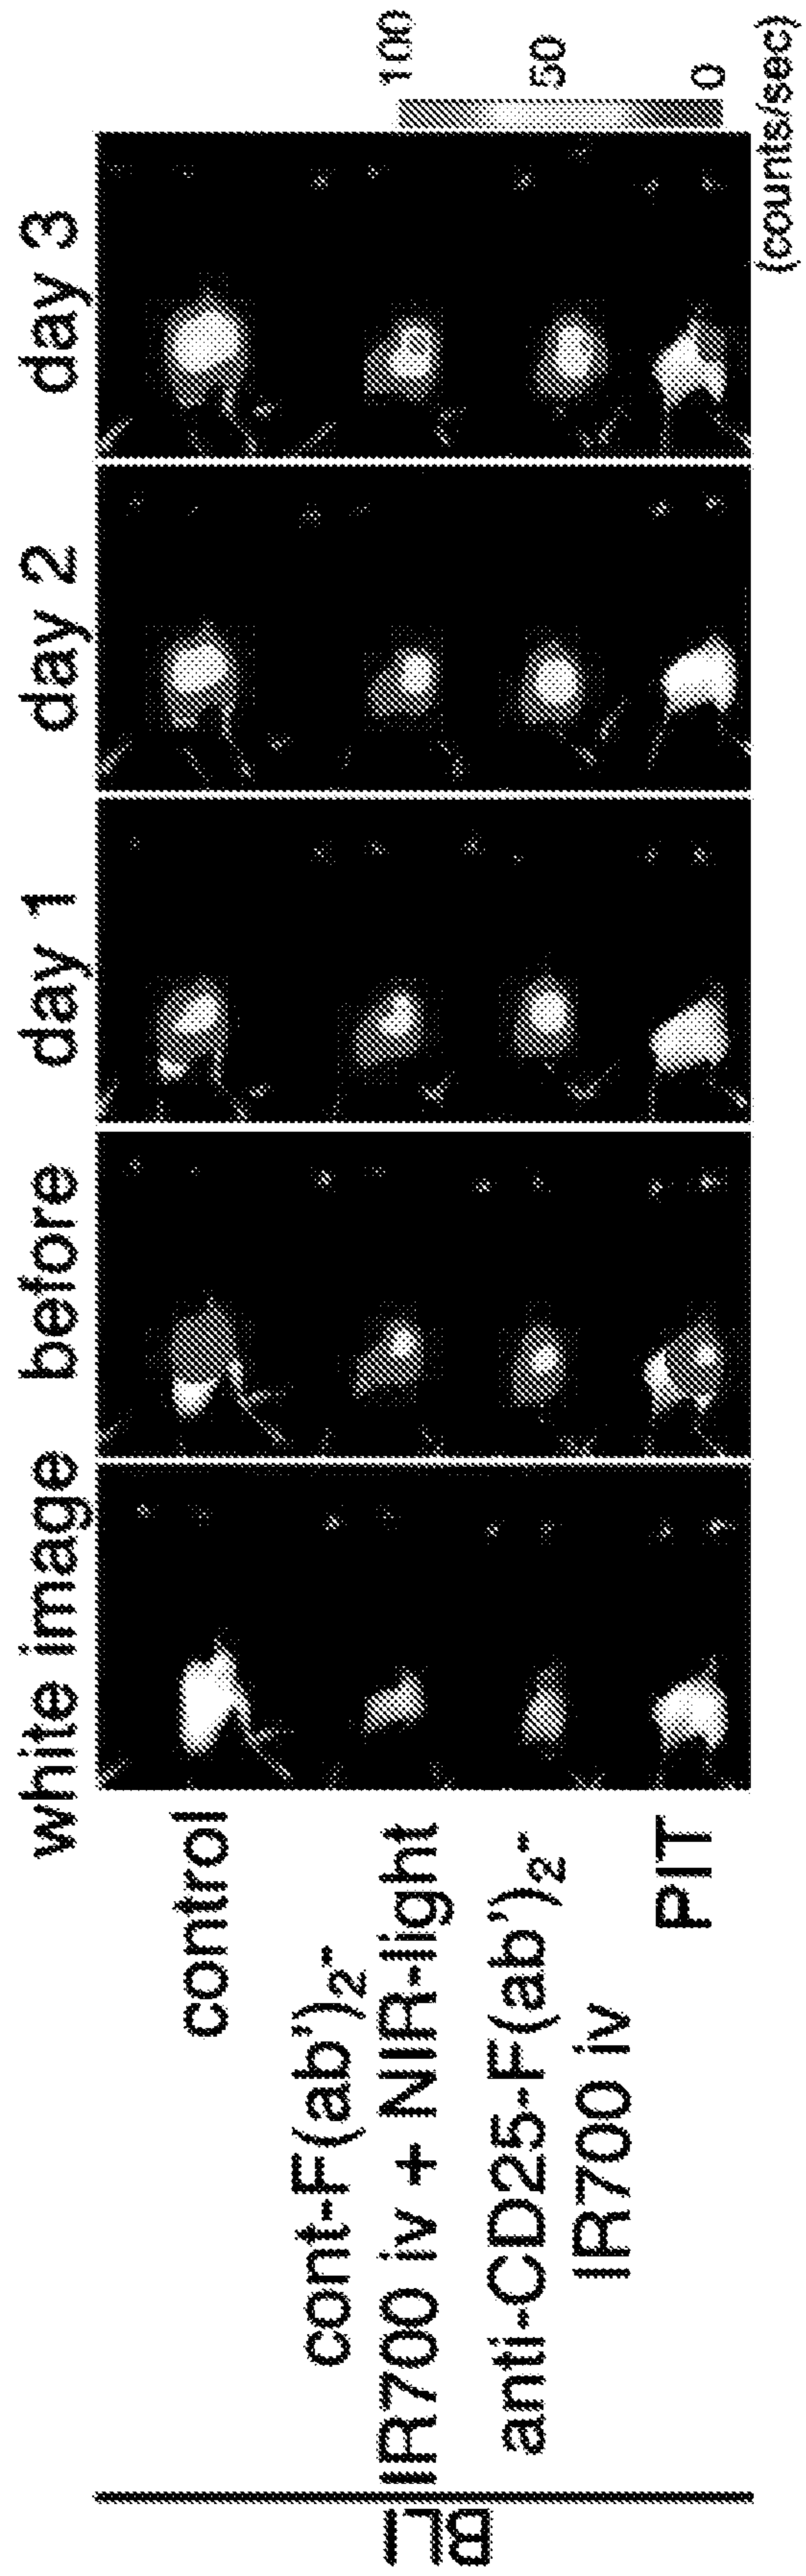 white image before day 1 day 2 day 3
BLI
control
cont-F(ab')₂-
IR700 iv + NIR-light
anti-CD25-F(ab')₂-
IR700 iv
PIT
100
50
0
(counts/sec)